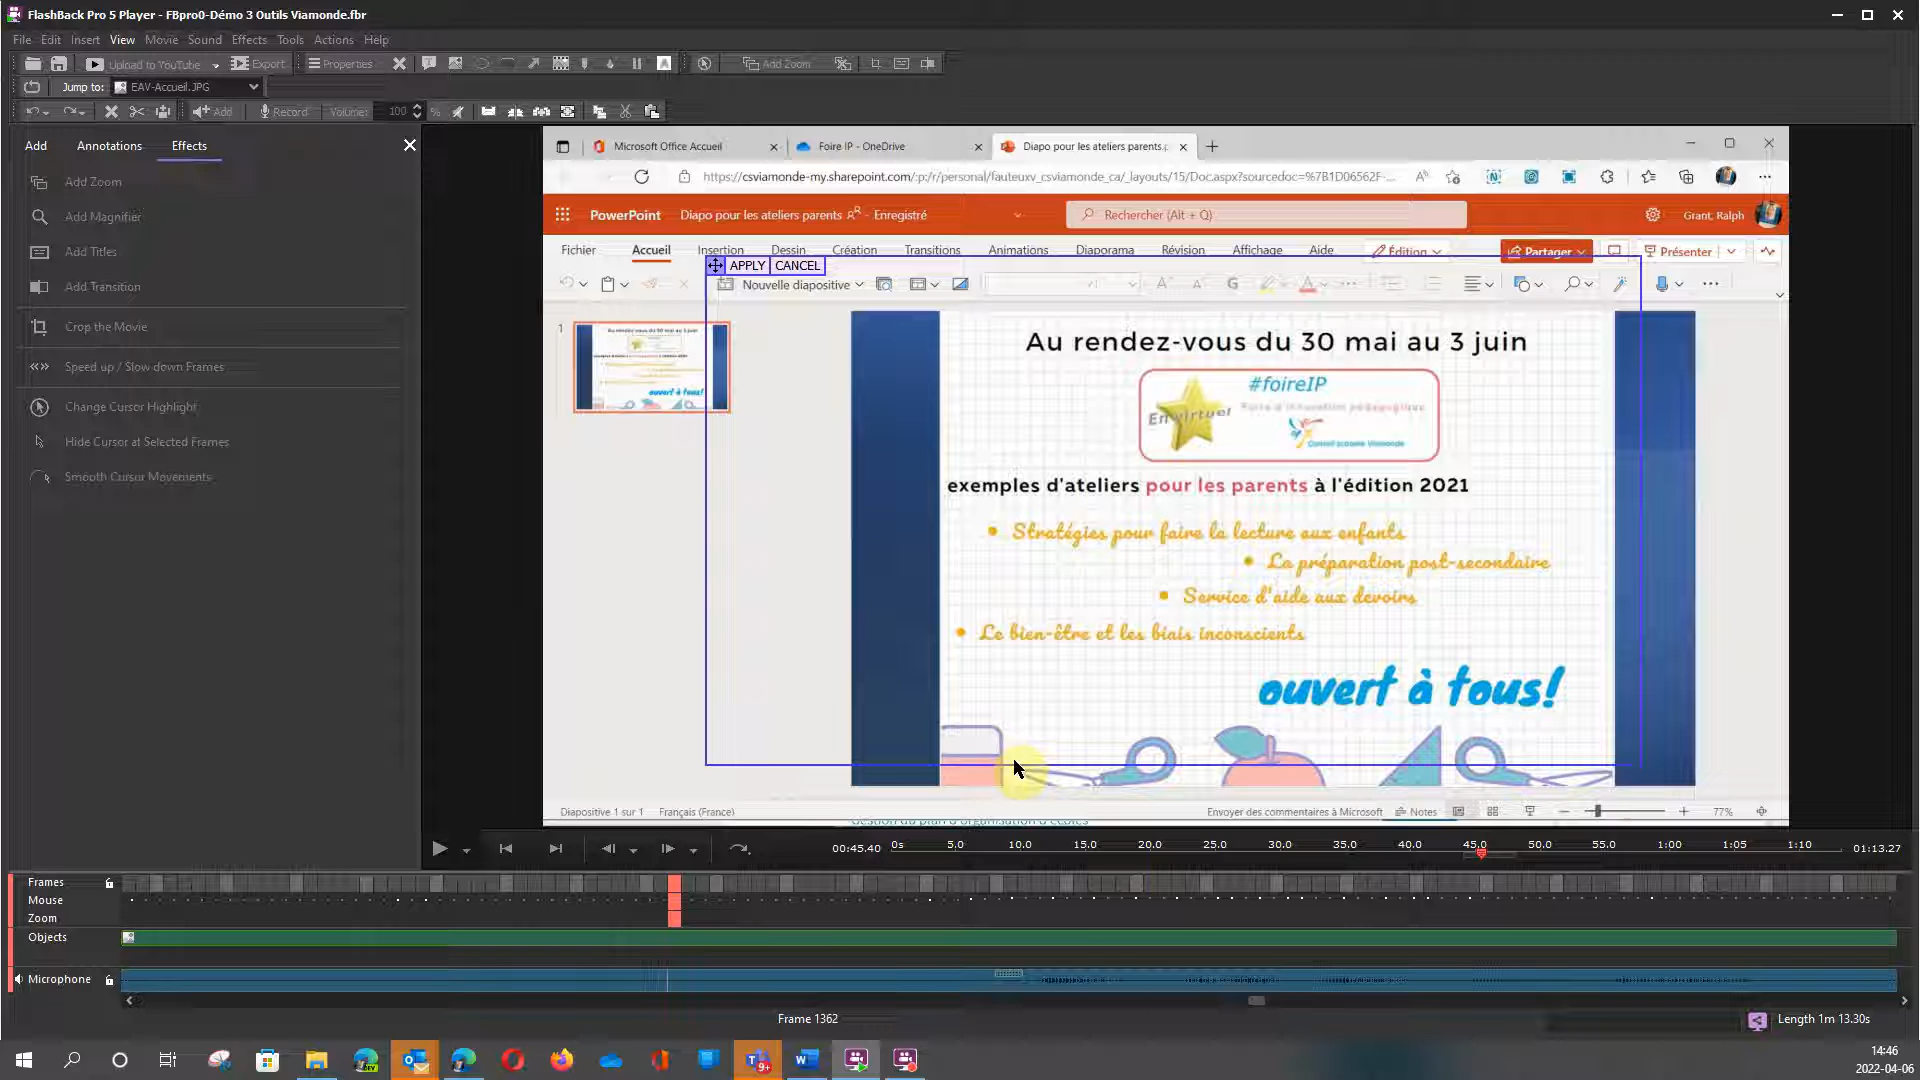 FlashBack Pro 5 Player - FBpro0-Démo 3 Outils Viamonde.fbr
File Edit Insert View Movie Sound Effects Tools Actions Help
Upload to YouTube Export Properties Add Zoom
Jump to: EAV-Accueil.JPG
Add Record Volume: 100 %
Add Annotations Effects
Add Zoom
Add Magnifier
Add Titles
Add Transition
Crop the Movie
Speed up / Slow down Frames
Change Cursor Highlight
Hide Cursor at Selected Frames
Smooth Cursor Movements
Microsoft Office Accueil Foire IP - OneDrive Diapo pour les ateliers parents.p
https://csviamonde-my.sharepoint.com/:p:/r/personal/fauteuxv_csviamonde_ca/_layouts/15/Doc.aspx?sourcedoc=%7B1D06562F-...
PowerPoint Diapo pour les ateliers parents - Enregistré Rechercher (Alt + Q) Grant, Ralph
Fichier Accueil Insertion Dessin Création Transitions Animations Diaporama Révision Affichage Aide Édition Partager Présenter
APPLY CANCEL
Nouvelle diapositive
1
Au rendez-vous du 30 mai au 3 juin
#foireIP
En virtuel Foire d'innovation pédagogique
Conseil scolaire Viamonde
exemples d'ateliers pour les parents à l'édition 2021
• Stratégies pour faire la lecture aux enfants
• La préparation post-secondaire
• Service d'aide aux devoirs
• Le bien-être et les biais inconscients
ouvert à tous!
Diapositive 1 sur 1 Français (France) Envoyer des commentaires à Microsoft Notes 77%
00:45.40 0s 5.0 10.0 15.0 20.0 25.0 30.0 35.0 40.0 45.0 50.0 55.0 1:00 1:05 1:10 01:13.27
Frames
Mouse
Zoom
Objects
Microphone
Frame 1362 Length 1m 13.30s
DEV 9+
14:46
2022-04-06